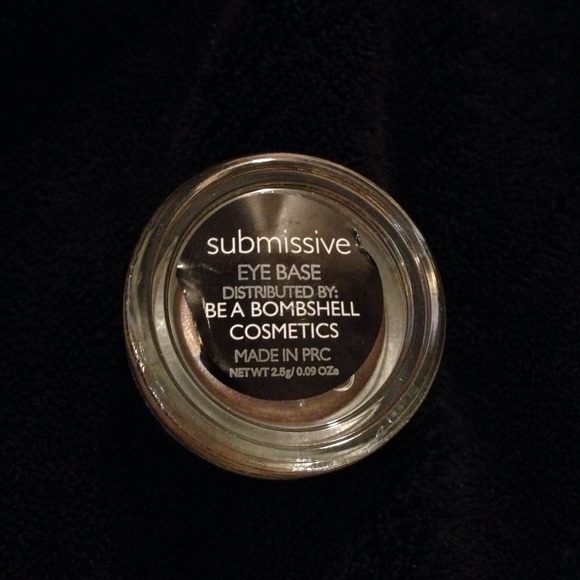 submissive
EYE BASE
DISTRIBUTED BY:
BE A BOMBSHELL
COSMETICS
MADE IN PRC
NET WT 2.5g/ 0.09 OZe